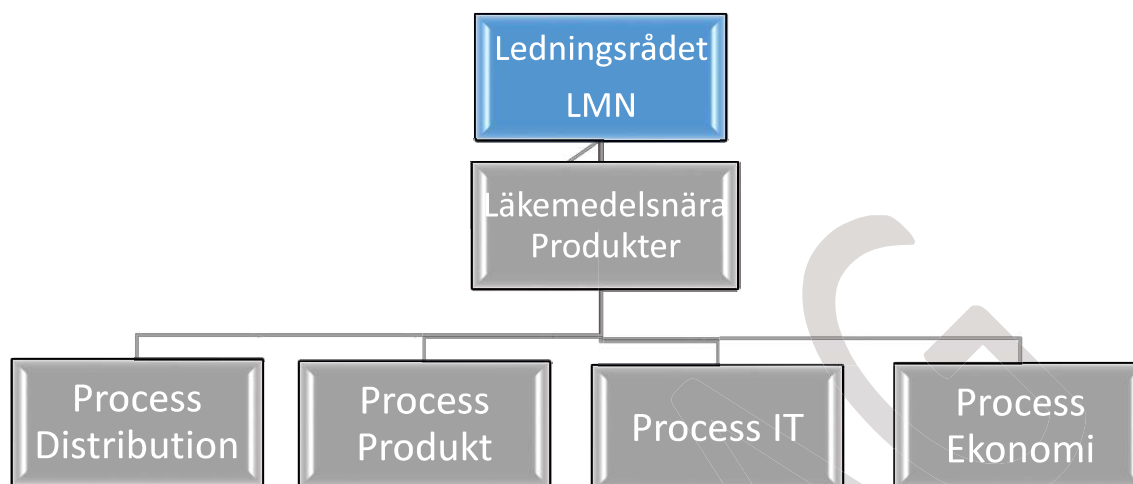 Ledningsrådet
LMN
Läkemedelsnära
Produkter
Process
Distribution
Process
Produkt
Process IT
Process
Ekonomi